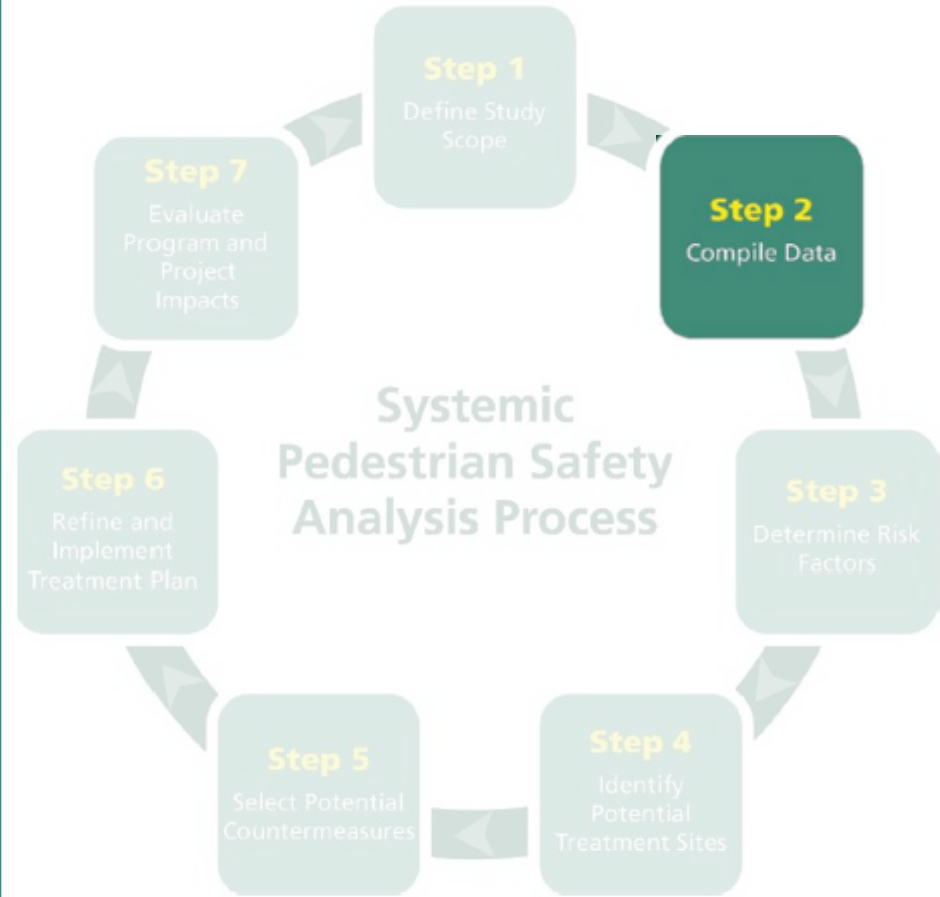 Step 1
Define Study
Scope
Step 2
Compile Data
Step 3
Determine Risk
Factors
Step 4
Identify
Potential
Treatment Sites
Step 5
Select Potential
Countermeasures
Step 6
Refine and
Implement
Treatment Plan
Step 7
Evaluate
Program and
Project
Impacts
Systemic
Pedestrian Safety
Analysis Process